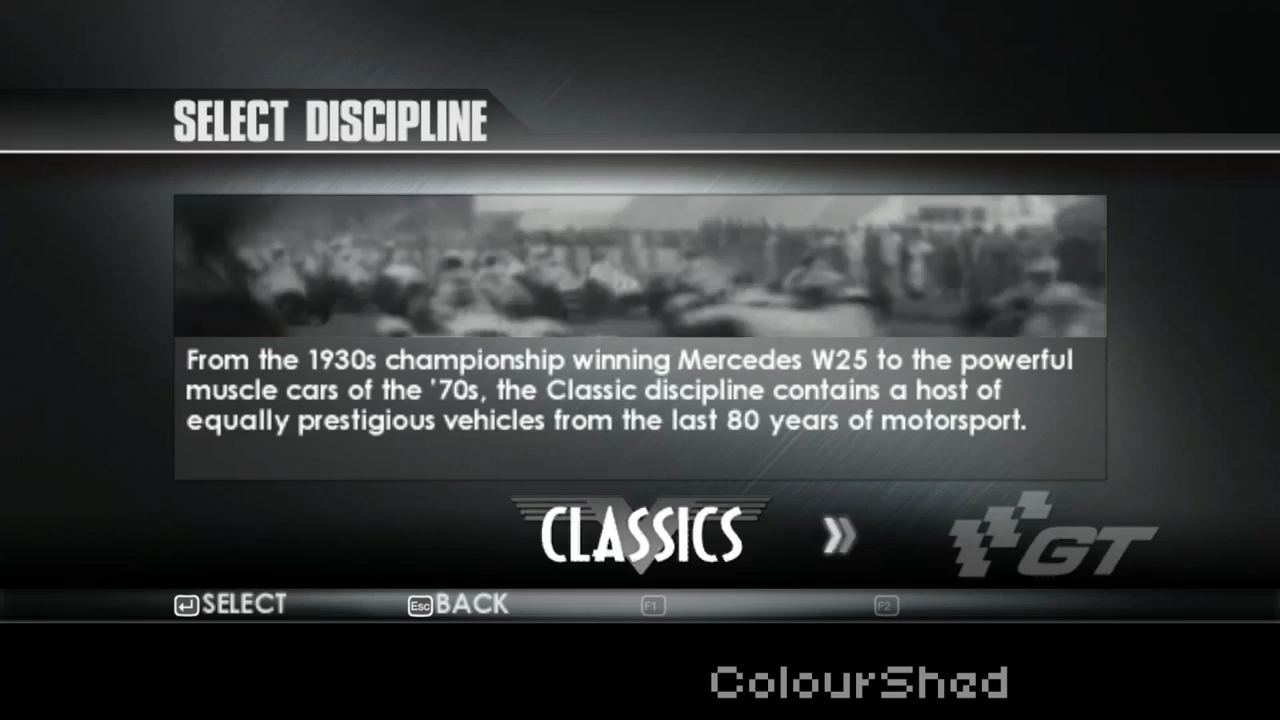 SELECT DISCIPLINE
From the 1930s championship winning Mercedes W25 to the powerful
muscle cars of the '70s, the Classic discipline contains a host of
equally prestigious vehicles from the last 80 years of motorsport.
CLASSICS » GT
↵ SELECT Esc BACK F1 F2
ColourShed